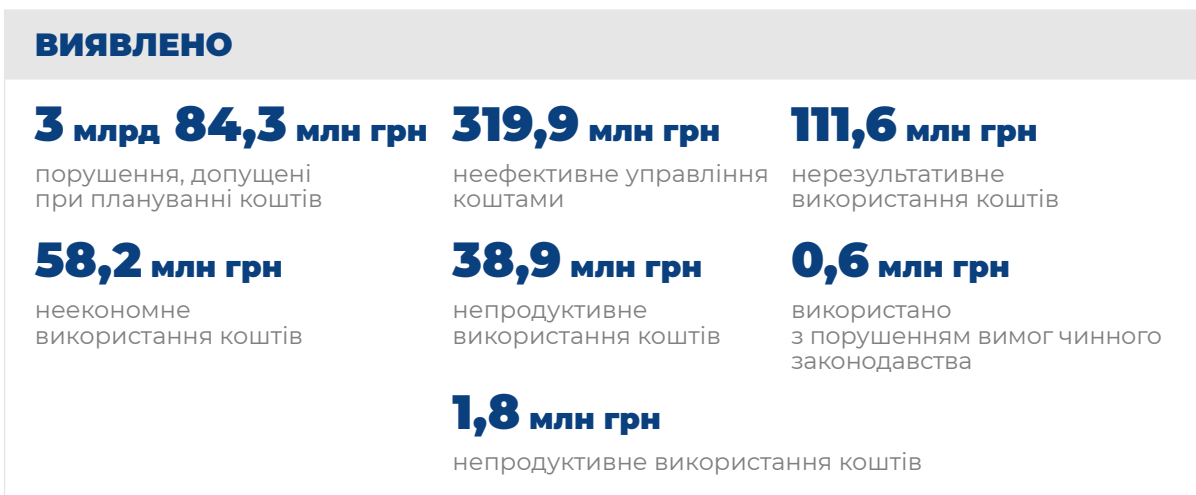 ВИЯВЛЕНО
3 млрд 84,3 млн грн
порушення, допущені
при плануванні коштів
319,9 млн грн
неефективне управління
коштами
111,6 млн грн
нерезультативне
використання коштів
58,2 млн грн
неекономне
використання коштів
38,9 млн грн
непродуктивне
використання коштів
0,6 млн грн
використано
з порушенням вимог чинного
законодавства
1,8 млн грн
непродуктивне використання коштів